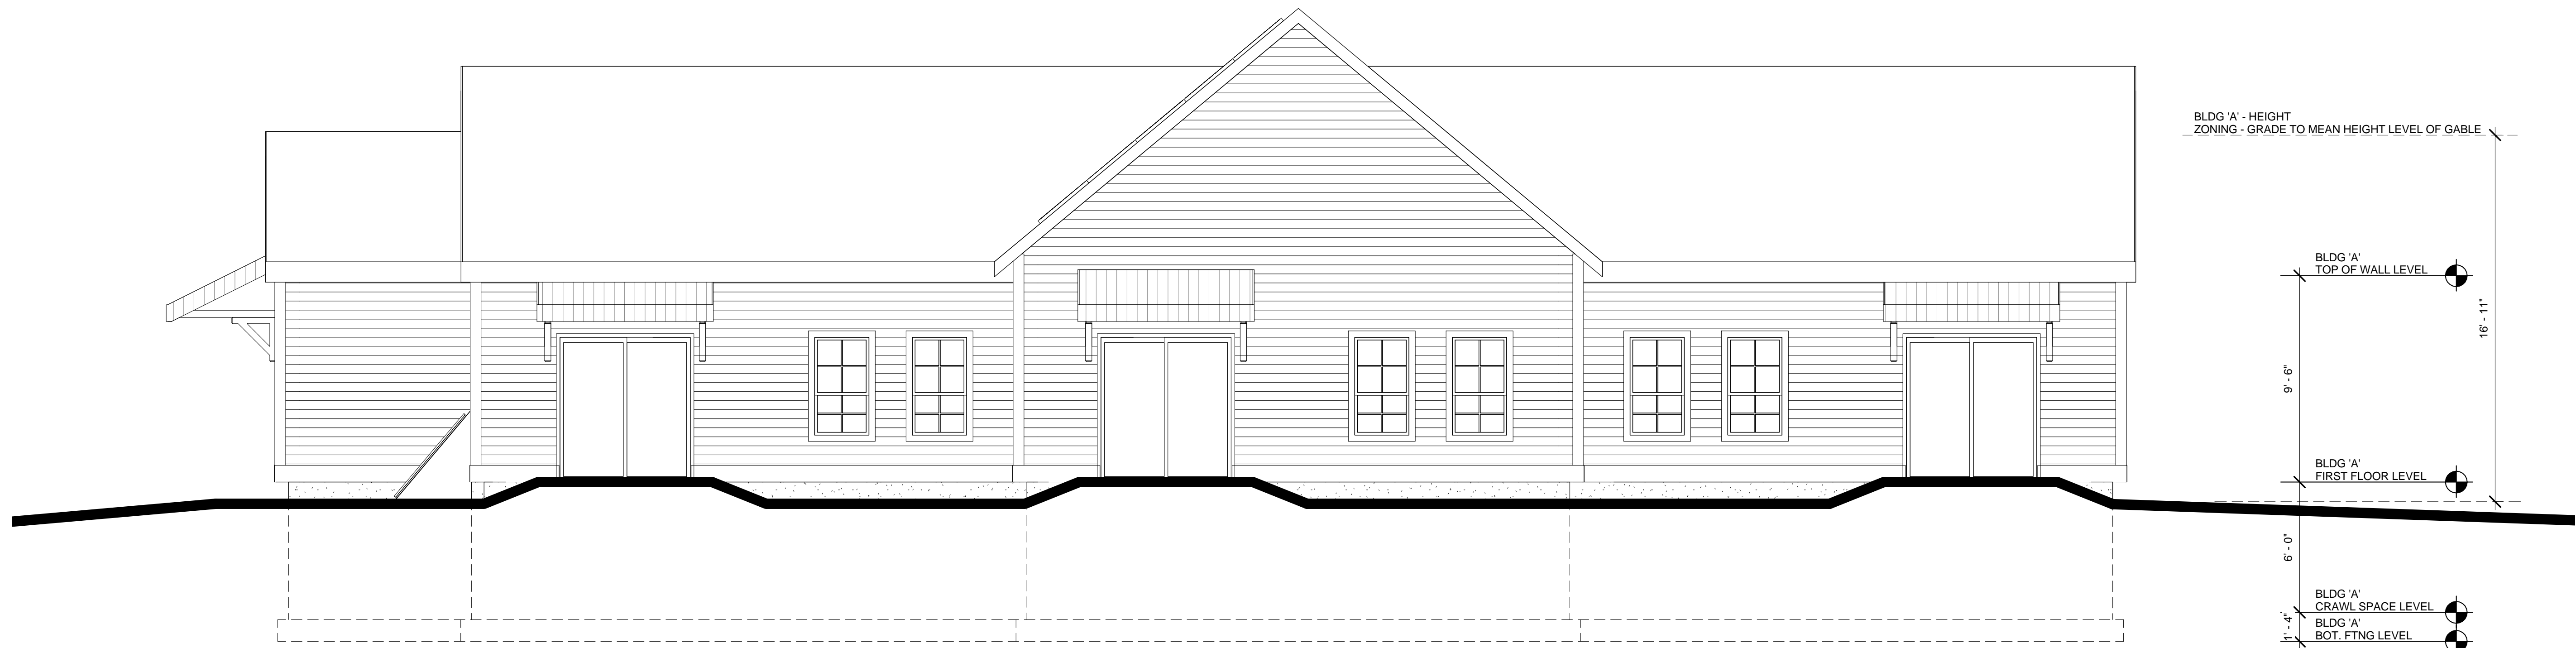 BLDG 'A' - HEIGHT
ZONING - GRADE TO MEAN HEIGHT LEVEL OF GABLE
BLDG 'A'
TOP OF WALL LEVEL
16' - 11"
9' - 6"
BLDG 'A'
FIRST FLOOR LEVEL
6' - 0"
BLDG 'A'
CRAWL SPACE LEVEL
1' - 4"
BLDG 'A'
BOT. FTNG LEVEL